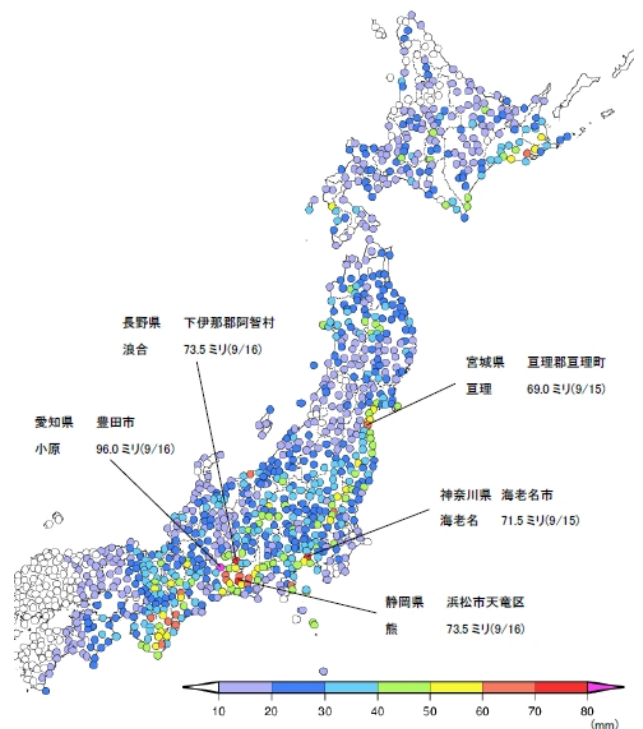 長野県 下伊那郡阿智村
浪合 73.5ミリ(9/16)
宮城県 亘理郡亘理町
亘理 69.0ミリ(9/15)
愛知県 豊田市
小原 96.0ミリ(9/16)
神奈川県 海老名市
海老名 71.5ミリ(9/15)
静岡県 浜松市天竜区
熊 73.5ミリ(9/16)
10 20 30 40 50 60 70 80
(mm)